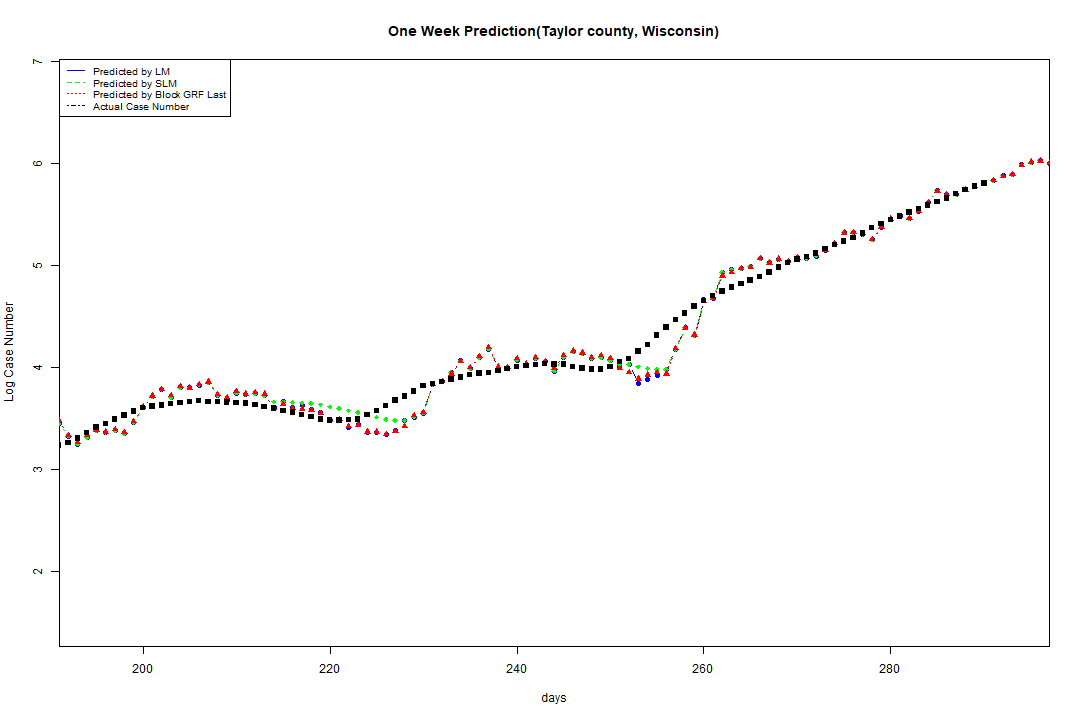 One Week Prediction(Taylor county, Wisconsin)
7
Predicted by LM
Predicted by SLM
Predicted by Block GRF Last
Actual Case Number
6
5
4
3
2
Log Case Number
200
220
240
260
280
days